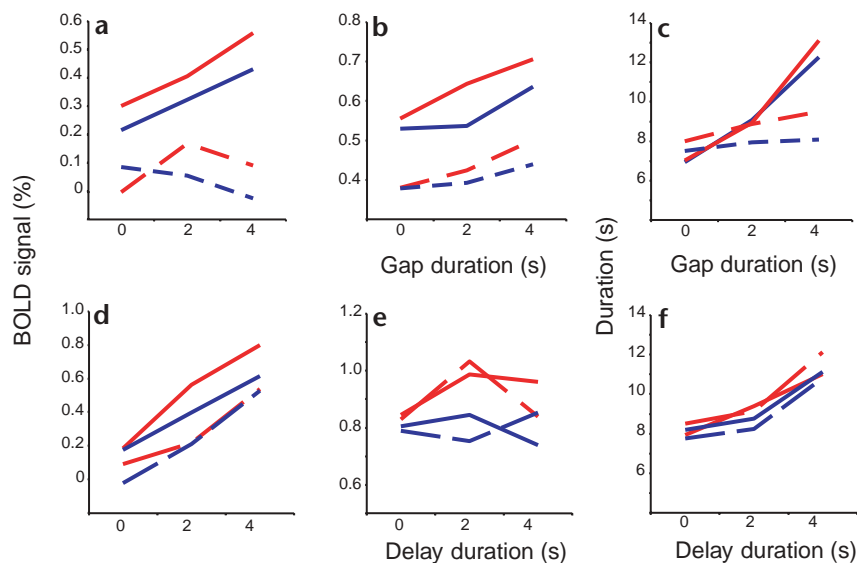 a
0.6
0.5
0.4
0.3
0.2
0.1
0
0 2 4
b
0.8
0.7
0.6
0.5
0.4
0 2 4
Gap duration (s)
c
14
12
10
8
6
0 2 4
Gap duration (s)
BOLD signal (%)
Duration (s)
d
1.0
0.8
0.6
0.4
0.2
0
0 2 4
e
1.2
1.0
0.8
0.6
0 2 4
Delay duration (s)
f
14
12
10
8
6
0 2 4
Delay duration (s)